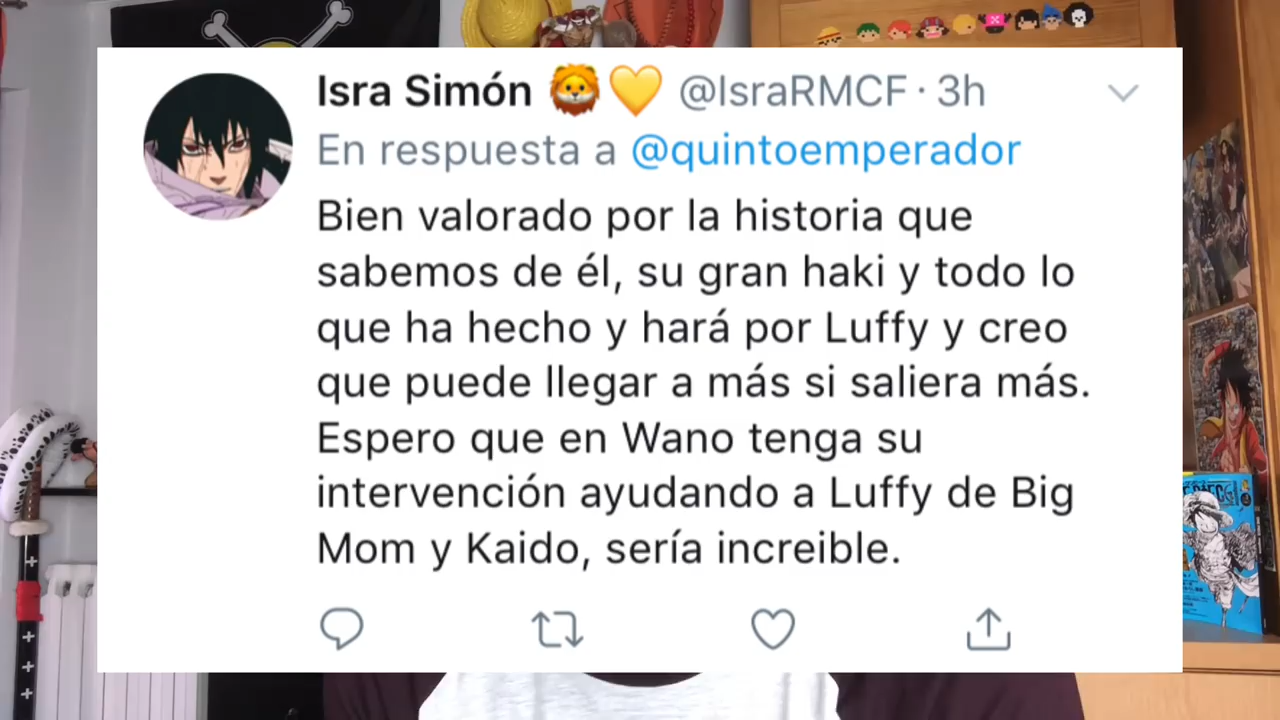 Isra Simón 🦁💛 @IsraRMCF · 3h
En respuesta a @quintoemperador
Bien valorado por la historia que
sabemos de él, su gran haki y todo lo
que ha hecho y hará por Luffy y creo
que puede llegar a más si saliera más.
Espero que en Wano tenga su
intervención ayudando a Luffy de Big
Mom y Kaido, sería increible.